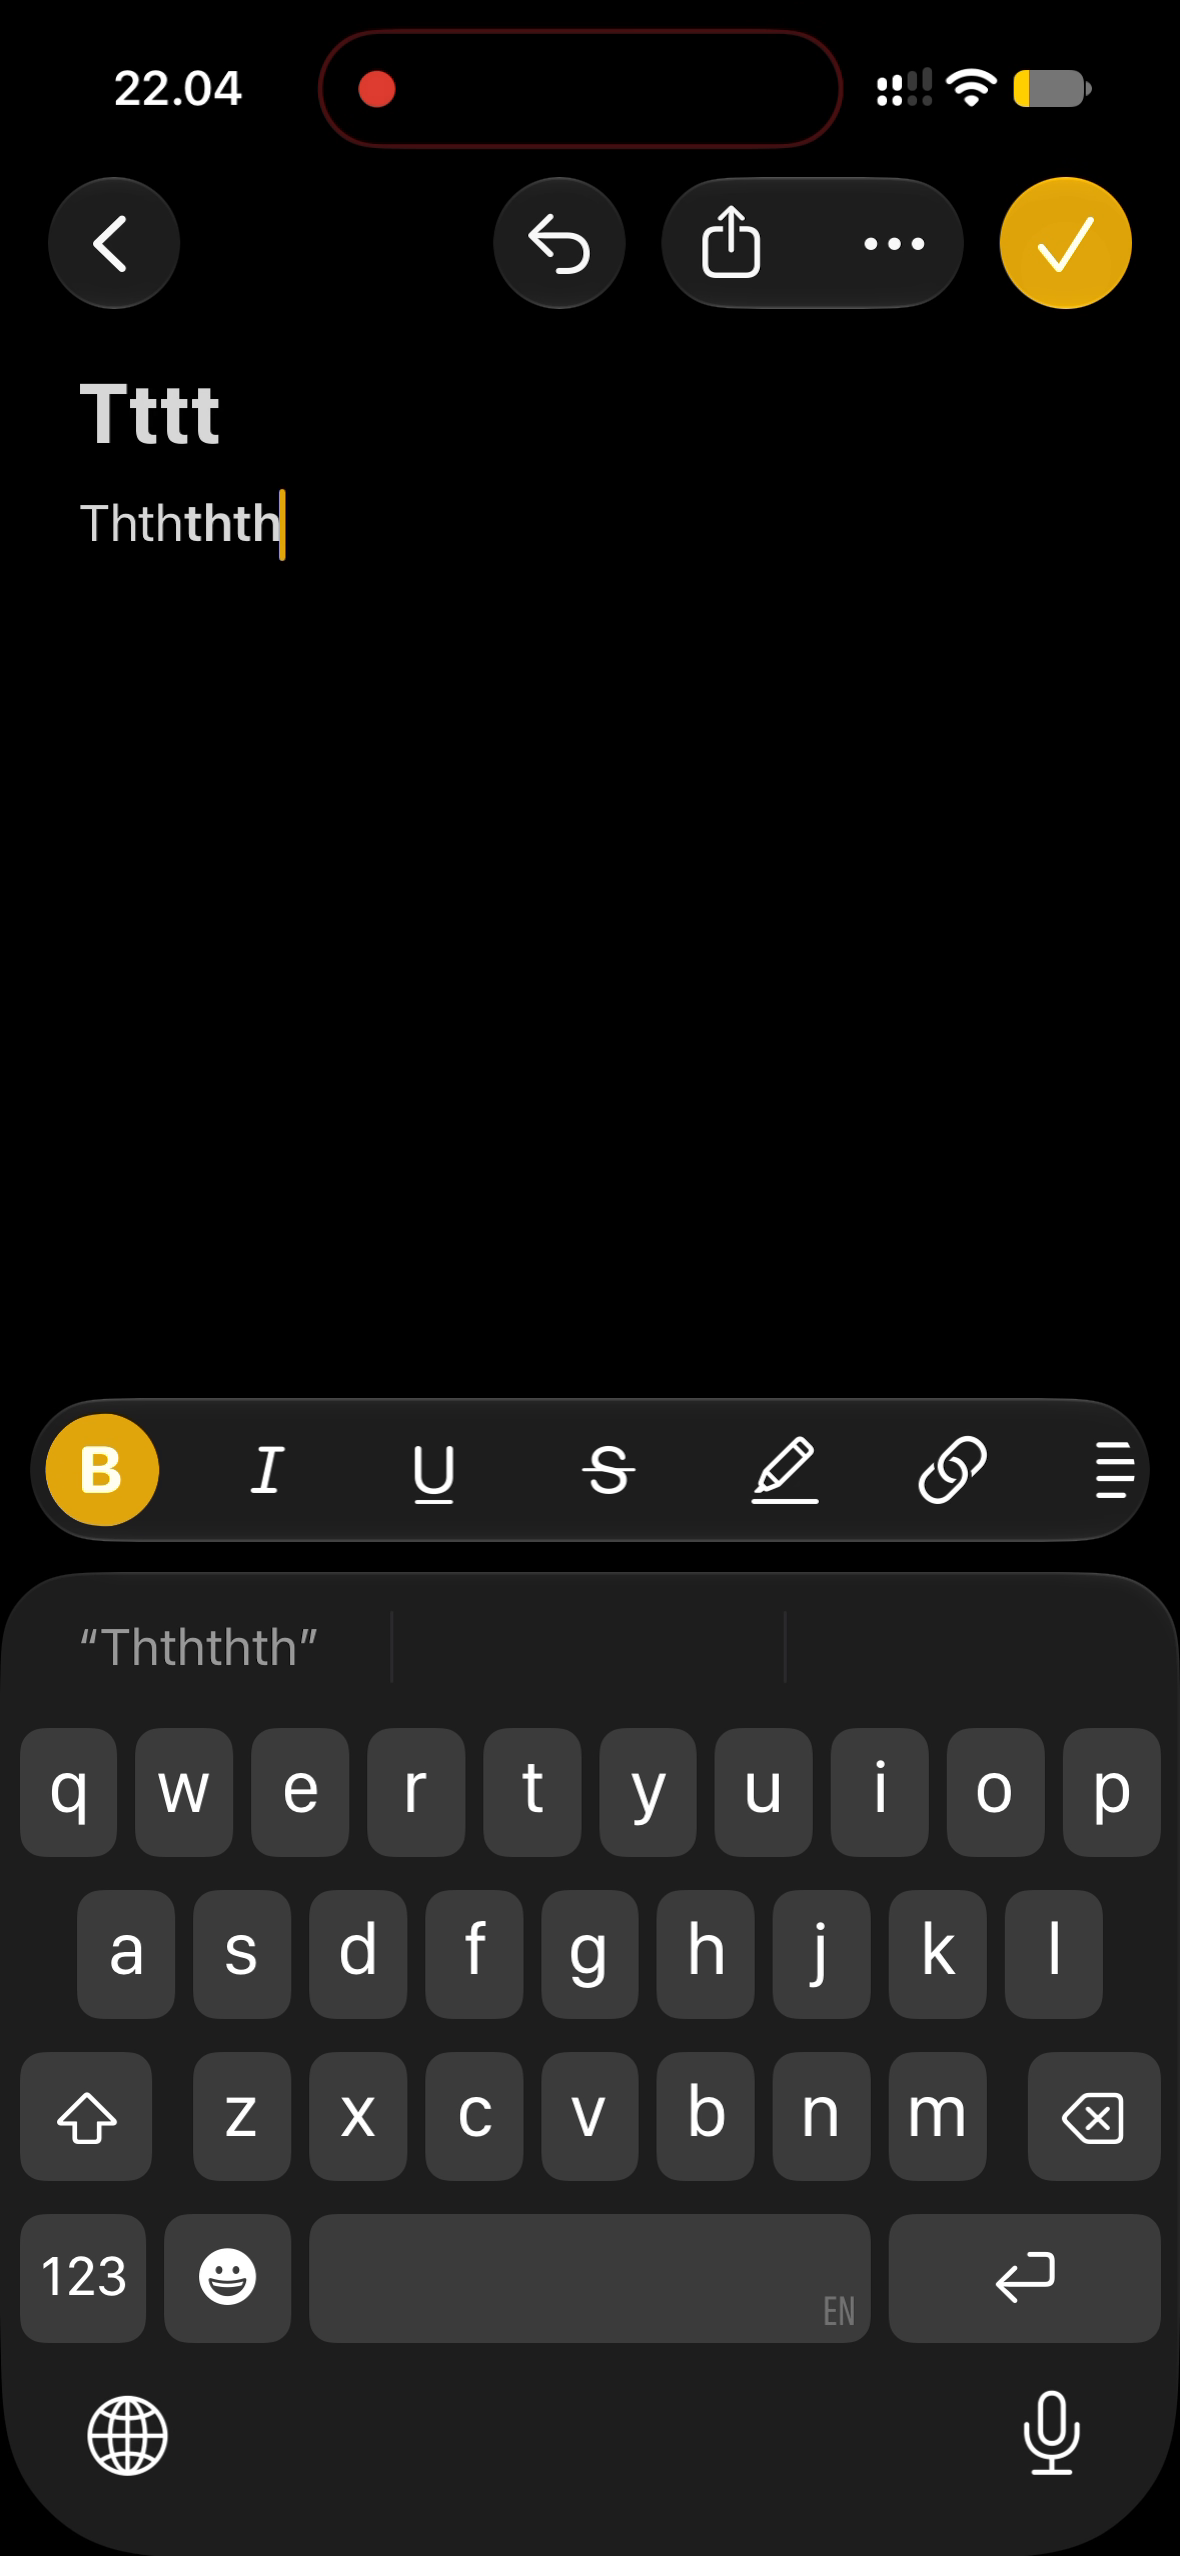 22.04
Tttt
Thththth
B I U S
“Thththth”
q w e r t y u i o p
a s d f g h j k l
z x c v b n m
123
EN